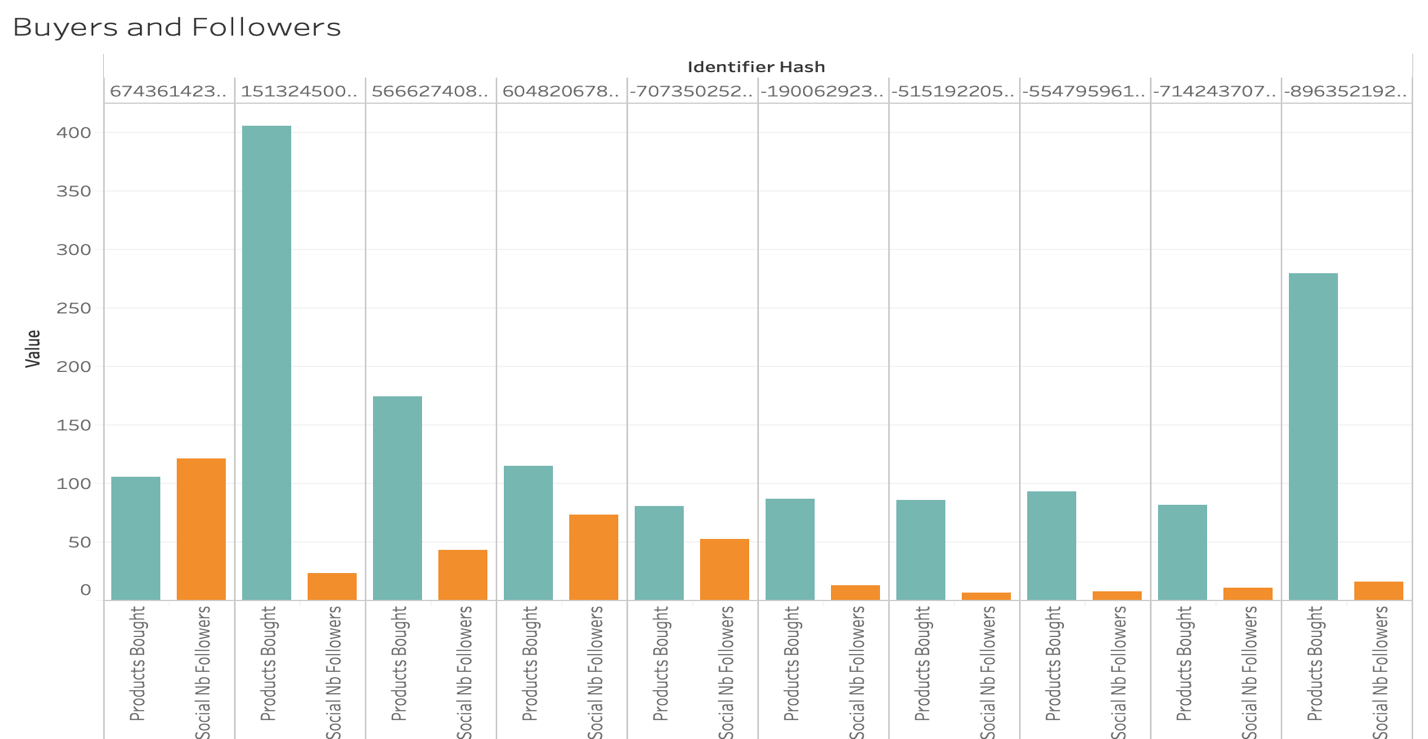 Buyers and Followers
Identifier Hash
674361423.. 151324500.. 566627408.. 604820678.. -707350252.. -190062923.. -515192205.. -554795961.. -714243707.. -896352192..
400
350
300
250
200
150
100
50
0
Value
Products Bought Social Nb Followers Products Bought Social Nb Followers Products Bought Social Nb Followers Products Bought Social Nb Followers Products Bought Social Nb Followers Products Bought Social Nb Followers Products Bought Social Nb Followers Products Bought Social Nb Followers Products Bought Social Nb Followers Products Bought Social Nb Followers